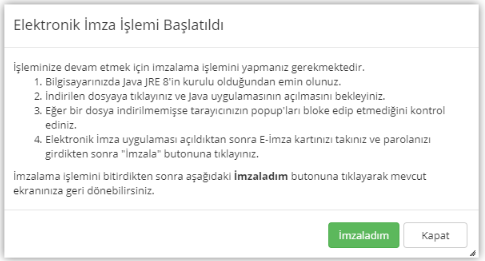 Elektronik İmza İşlemi Başlatıldı
İşleminize devam etmek için imzalama işlemini yapmanız gerekmektedir.
1. Bilgisayarınızda Java JRE 8'in kurulu olduğundan emin olunuz.
2. İndirilen dosyaya tıklayınız ve Java uygulamasının açılmasını bekleyiniz.
3. Eğer bir dosya indirilmemişse tarayıcınızın popup'ları bloke edip etmediğini kontrol
ediniz.
4. Elektronik İmza uygulaması açıldıktan sonra E-İmza kartınızı takınız ve parolanızı
girdikten sonra "İmzala" butonuna tıklayınız.
İmzalama işlemini bitirdikten sonra aşağıdaki İmzaladım butonuna tıklayarak mevcut
ekranınıza geri dönebilirsiniz.
İmzaladım
Kapat